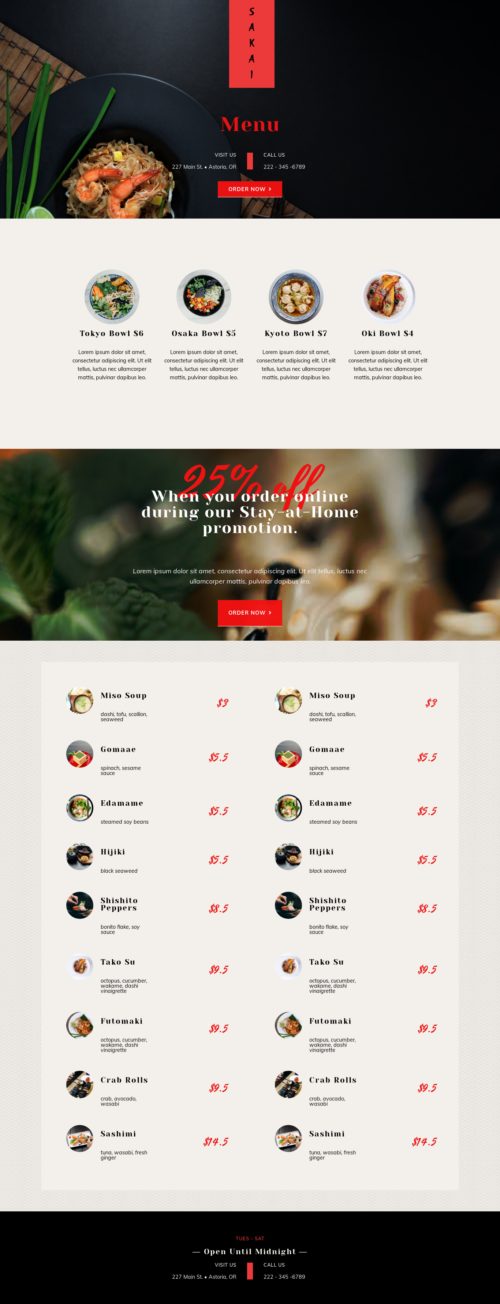 S
A
K
A
I
Menu
VISIT US
227 Main St. • Astoria, OR
CALL US
222 - 345 -6789
ORDER NOW
Tokyo Bowl $6
Lorem ipsum dolor sit amet,
consectetur adipiscing elit. Ut elit
tellus, luctus nec ullamcorper
mattis, pulvinar dapibus leo.
Osaka Bowl $5
Lorem ipsum dolor sit amet,
consectetur adipiscing elit. Ut elit
tellus, luctus nec ullamcorper
mattis, pulvinar dapibus leo.
Kyoto Bowl $7
Lorem ipsum dolor sit amet,
consectetur adipiscing elit. Ut elit
tellus, luctus nec ullamcorper
mattis, pulvinar dapibus leo.
Oki Bowl $4
Lorem ipsum dolor sit amet,
consectetur adipiscing elit. Ut elit
tellus, luctus nec ullamcorper
mattis, pulvinar dapibus leo.
25% off
When you order online
during our Stay-at-Home
promotion.
Lorem ipsum dolor sit amet, consectetur adipiscing elit. Ut elit tellus, luctus nec
ullamcorper mattis, pulvinar dapibus leo.
ORDER NOW
Miso Soup
$3
dashi, tofu, scallion,
seaweed
Gomaae
$5.5
spinach, sesame
sauce
Edamame
$5.5
steamed soy beans
Hijiki
$5.5
black seaweed
Shishito
Peppers
$8.5
bonito flake, soy
sauce
Tako Su
$9.5
octopus, cucumber,
wakame, dashi
vinaigrette
Futomaki
$9.5
octopus, cucumber,
wakame, dashi
vinaigrette
Crab Rolls
$9.5
crab, avocado,
wasabi
Sashimi
$14.5
tuna, wasabi, fresh
ginger
Miso Soup
$3
dashi, tofu, scallion,
seaweed
Gomaae
$5.5
spinach, sesame
sauce
Edamame
$5.5
steamed soy beans
Hijiki
$5.5
black seaweed
Shishito
Peppers
$8.5
bonito flake, soy
sauce
Tako Su
$9.5
octopus, cucumber,
wakame, dashi
vinaigrette
Futomaki
$9.5
octopus, cucumber,
wakame, dashi
vinaigrette
Crab Rolls
$9.5
crab, avocado,
wasabi
Sashimi
$14.5
tuna, wasabi, fresh
ginger
TUES - SAT
— Open Until Midnight —
VISIT US
227 Main St. • Astoria, OR
CALL US
222 - 345 -6789